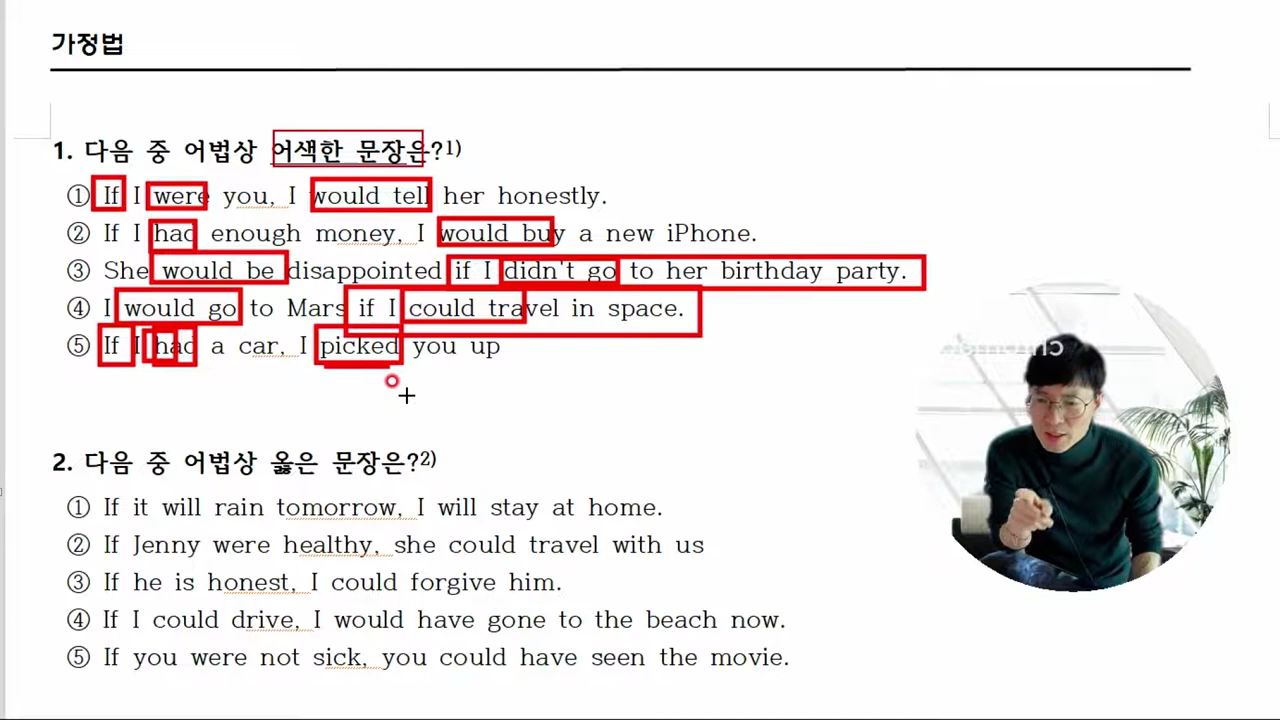 가정법
1. 다음 중 어법상 어색한 문장은?1)
① If I were you, I would tell her honestly.
② If I had enough money, I would buy a new iPhone.
③ She would be disappointed if I didn't go to her birthday party.
④ I would go to Mars if I could travel in space.
⑤ If I had a car, I picked you up
2. 다음 중 어법상 옳은 문장은?2)
① If it will rain tomorrow, I will stay at home.
② If Jenny were healthy, she could travel with us
③ If he is honest, I could forgive him.
④ If I could drive, I would have gone to the beach now.
⑤ If you were not sick, you could have seen the movie.